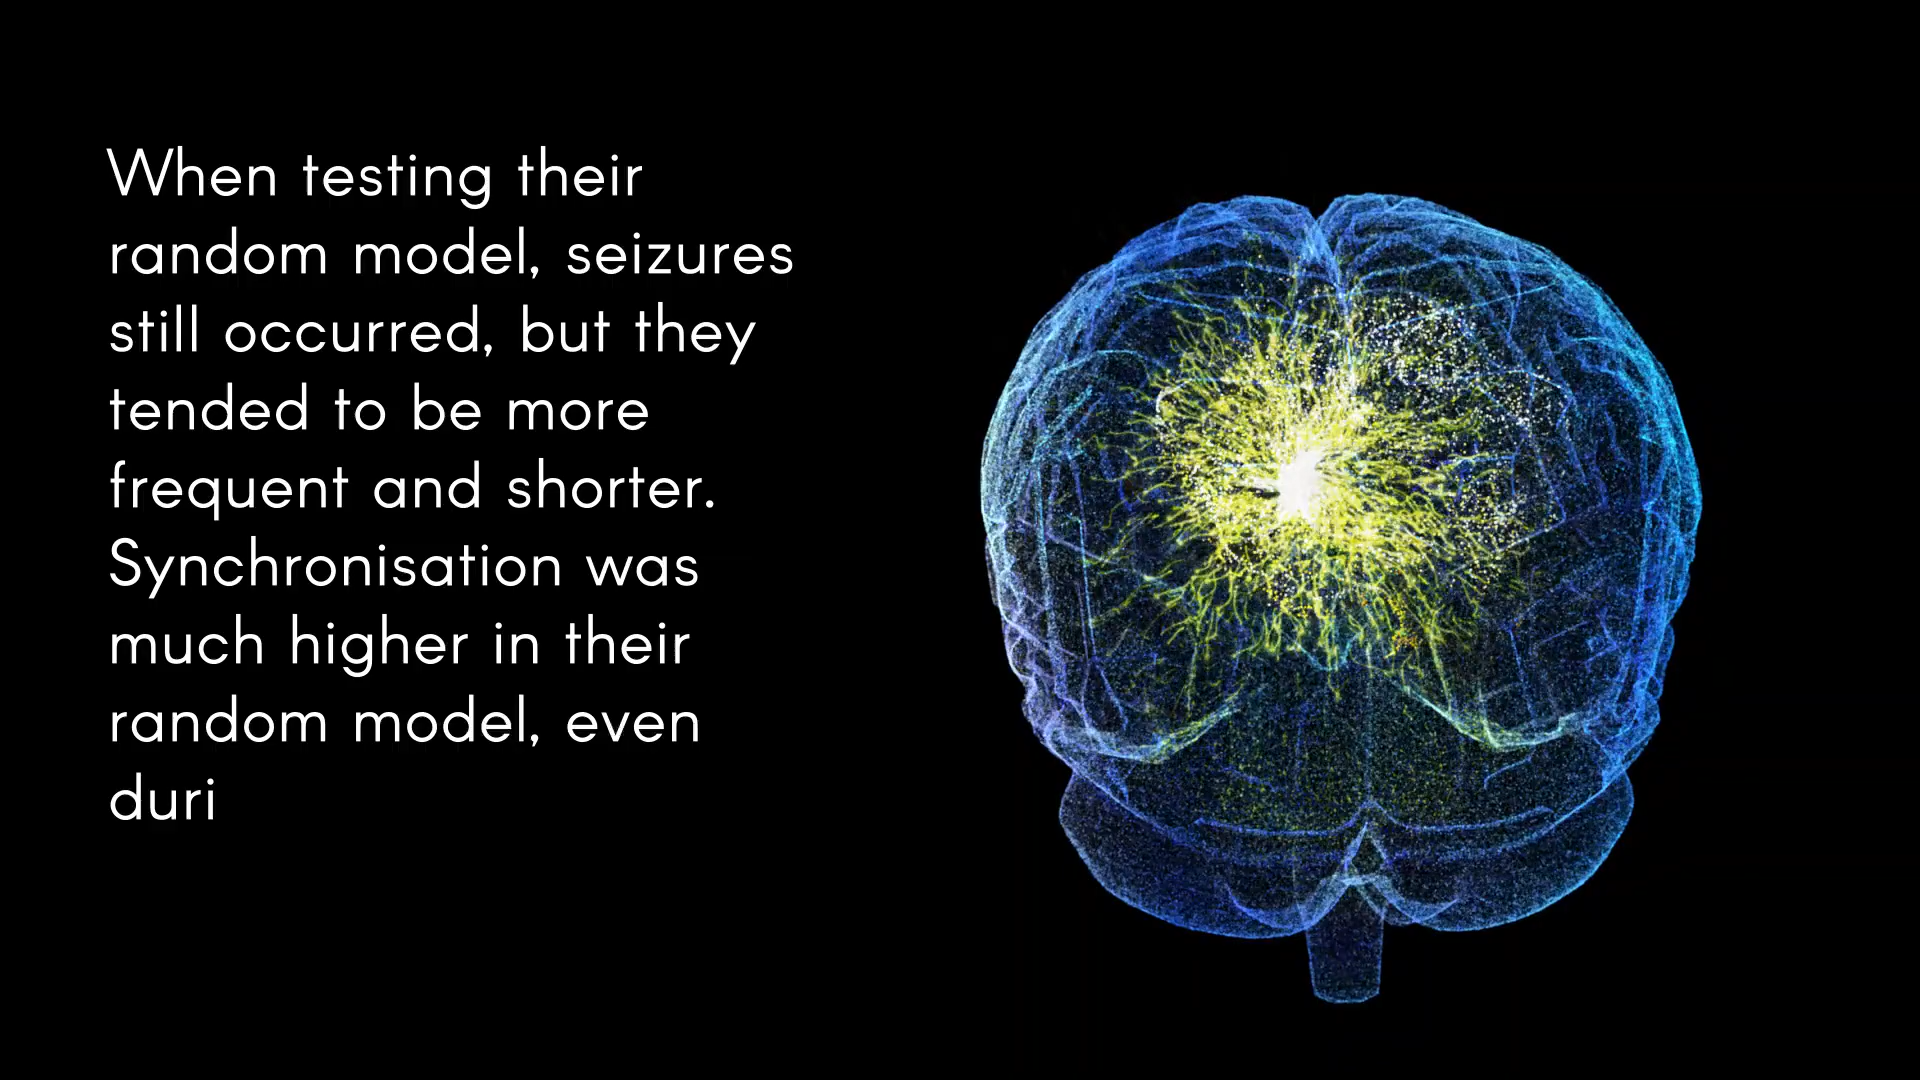 When testing their
random model, seizures
still occurred, but they
tended to be more
frequent and shorter.
Synchronisation was
much higher in their
random model, even
duri